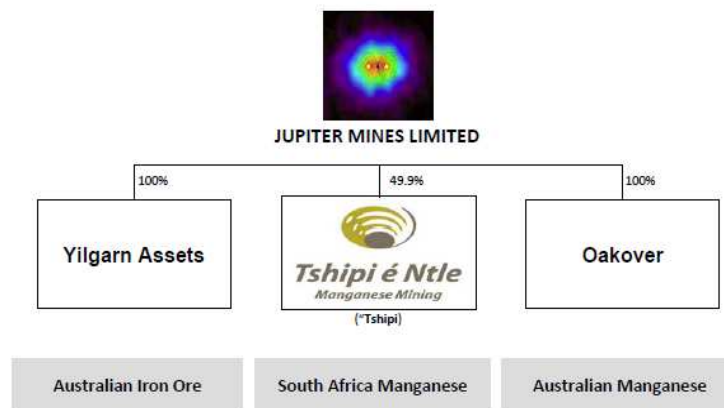 JUPITER MINES LIMITED
100%
49.9%
100%
Yilgarn Assets
Tshipi é Ntle
Manganese Mining
Oakover
("Tshipi)
Australian Iron Ore
South Africa Manganese
Australian Manganese